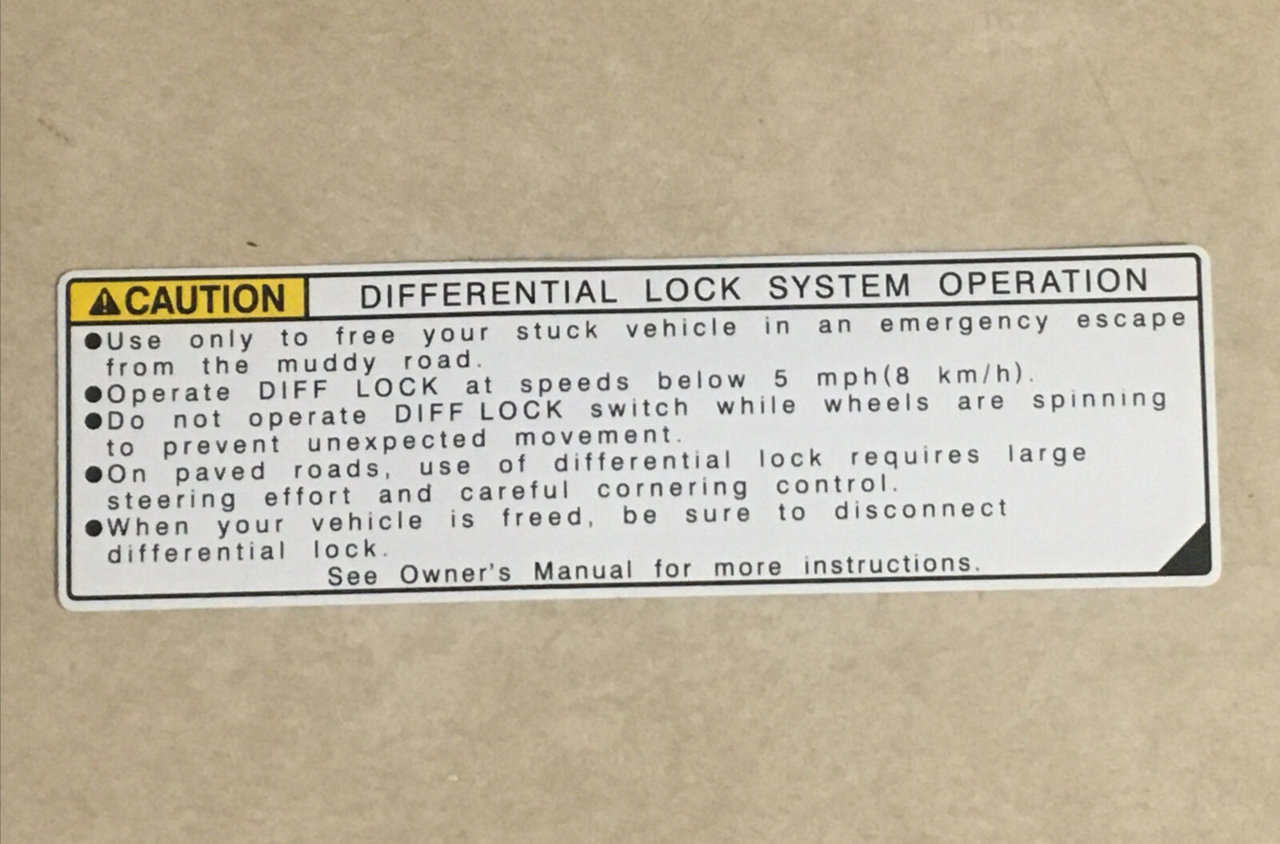 ⚠CAUTION DIFFERENTIAL LOCK SYSTEM OPERATION
●Use only to free your stuck vehicle in an emergency escape
from the muddy road.
●Operate DIFF LOCK at speeds below 5 mph(8 km/h).
●Do not operate DIFF LOCK switch while wheels are spinning
to prevent unexpected movement.
●On paved roads, use of differential lock requires large
steering effort and careful cornering control.
●When your vehicle is freed, be sure to disconnect
differential lock.
See Owner's Manual for more instructions.